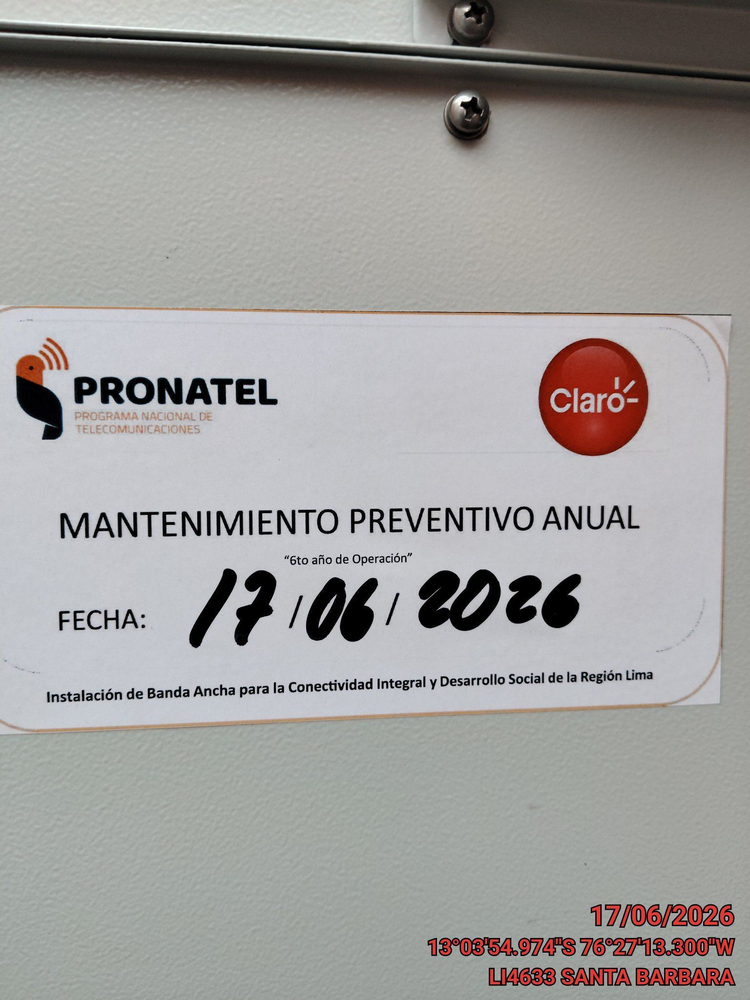 PRONATEL
PROGRAMA NACIONAL DE
TELECOMUNICACIONES
Claro
MANTENIMIENTO PREVENTIVO ANUAL
“6to año de Operación”
FECHA: 17/06/2026
Instalación de Banda Ancha para la Conectividad Integral y Desarrollo Social de la Región Lima
17/06/2026
13°03'54.974"S 76°27'13.300"W
LI4633 SANTA BARBARA